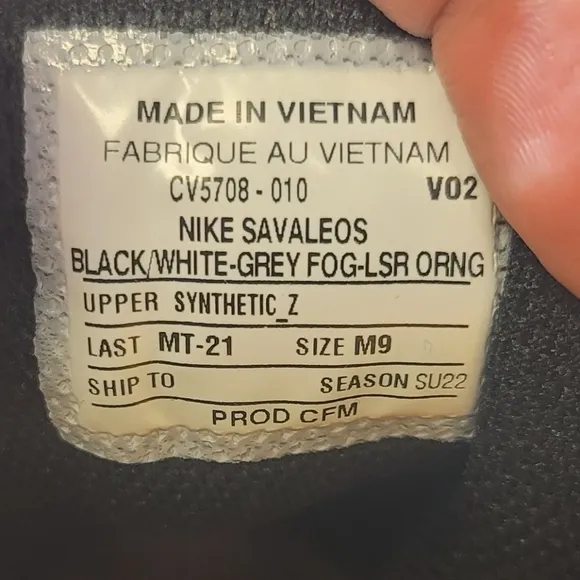 MADE IN VIETNAM
FABRIQUE AU VIETNAM
CV5708 - 010 V02
NIKE SAVALEOS
BLACK/WHITE-GREY FOG-LSR ORNG
UPPER SYNTHETIC_Z
LAST MT-21 SIZE M9
SHIP TO SEASON SU22
PROD CFM